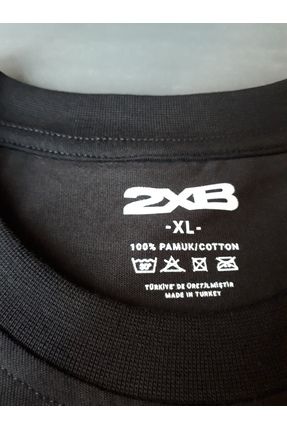 2XB
-XL-
100% PAMUK/COTTON
TÜRKİYE' DE ÜRETİLMİŞTİR
MADE IN TURKEY